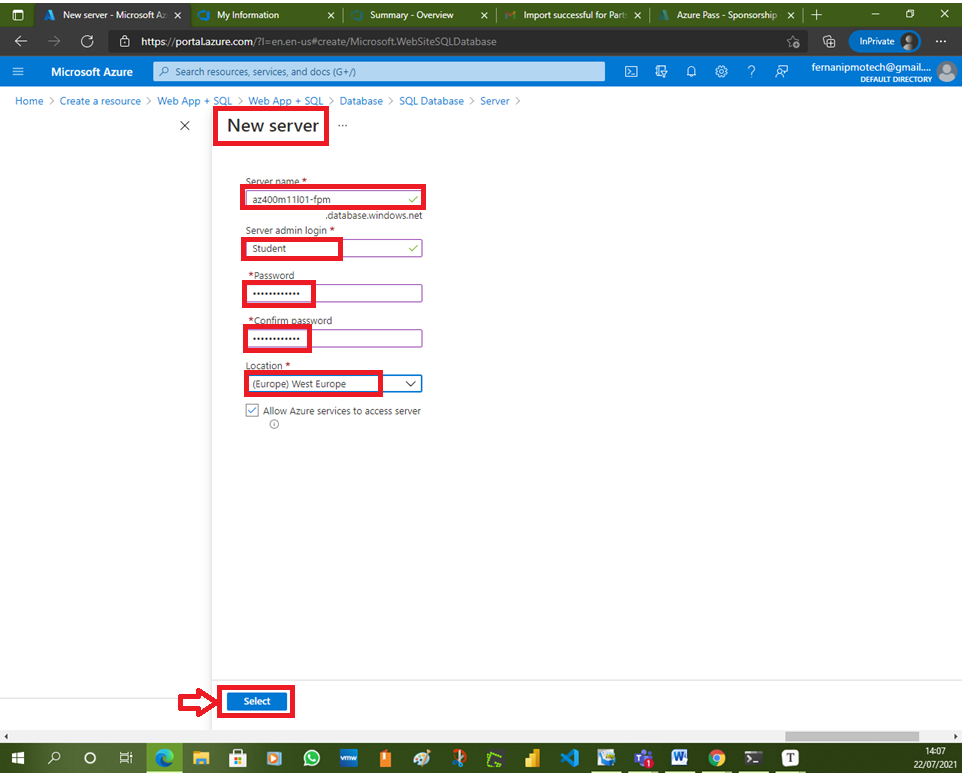 New server - Microsoft Az
My Information
Summary - Overview
Import successful for Parts
Azure Pass - Sponsorship
https://portal.azure.com/?l=en.en-us#create/Microsoft.WebSiteSQLDatabase
InPrivate
Microsoft Azure
Search resources, services, and docs (G+/)
fernanipmotech@gmail....
DEFAULT DIRECTORY
Home > Create a resource > Web App + SQL > Web App + SQL > Database > SQL Database > Server >
New server ...
Server name *
az400m11l01-fpm
.database.windows.net
Server admin login *
Student
*Password
••••••••••••
*Confirm password
••••••••••••
Location *
(Europe) West Europe
Allow Azure services to access server
Select
vmw
1
W
T
14:07
22/07/2021